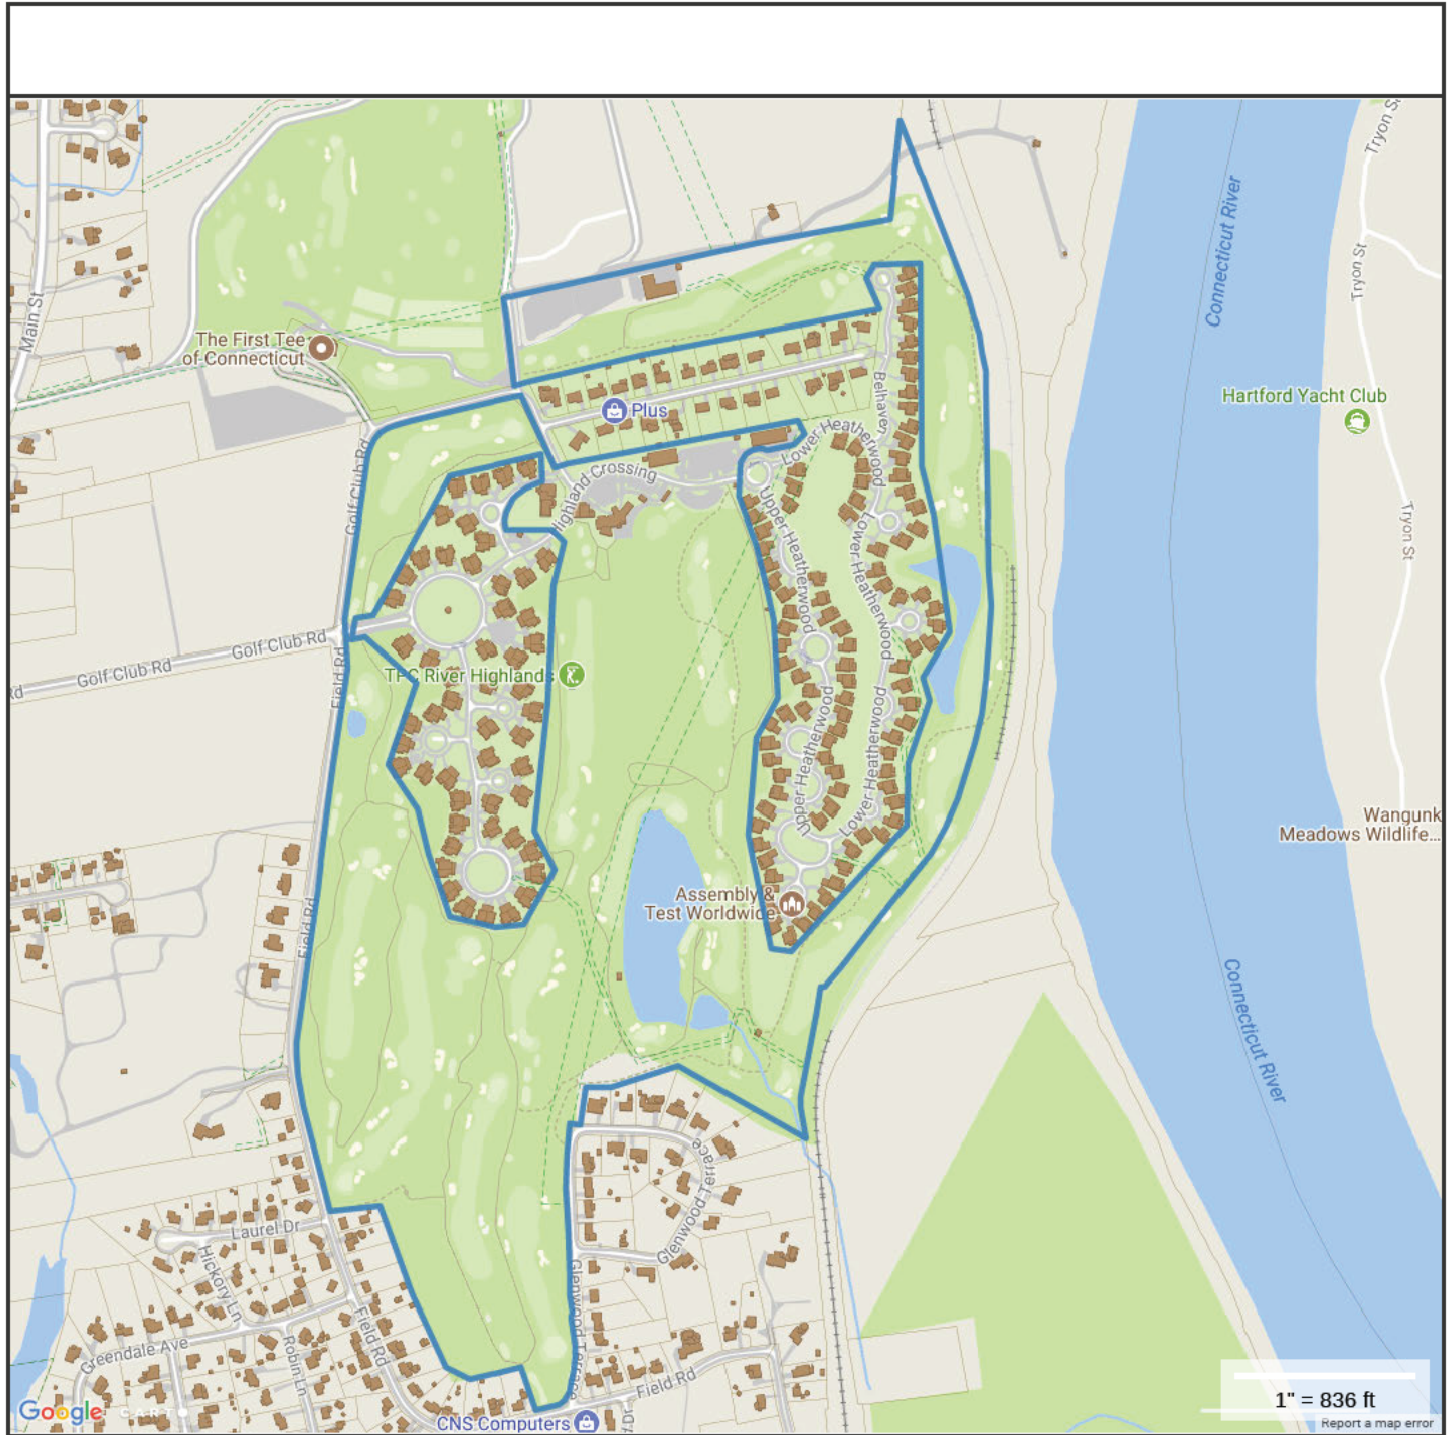 Tryon St
Connecticut River
Main St
Tryon St
The First Tee
of Connecticut
Belhaven
Hartford Yacht Club
Plus
Golf Club Rd
Lower Heatherwood
Highland Crossing
Upper Heatherwood
Lower Heatherwood
Tryon St
Golf Club Rd
Golf Club Rd
Rd
Field Rd
TPC River Highlands
Upper Heatherwood
Lower Heatherwood
Wangunk
Meadows Wildlife...
Assembly &
Test Worldwide
Field Rd
Connecticut River
Glenwood Terrace
Laurel Dr
Hickory Ln
Glenwood Terrace
Field Rd
Robin Ln
Greendale Ave
Field Rd
Dr
1" = 836 ft
Google
CARTO
CNS Computers
Report a map error